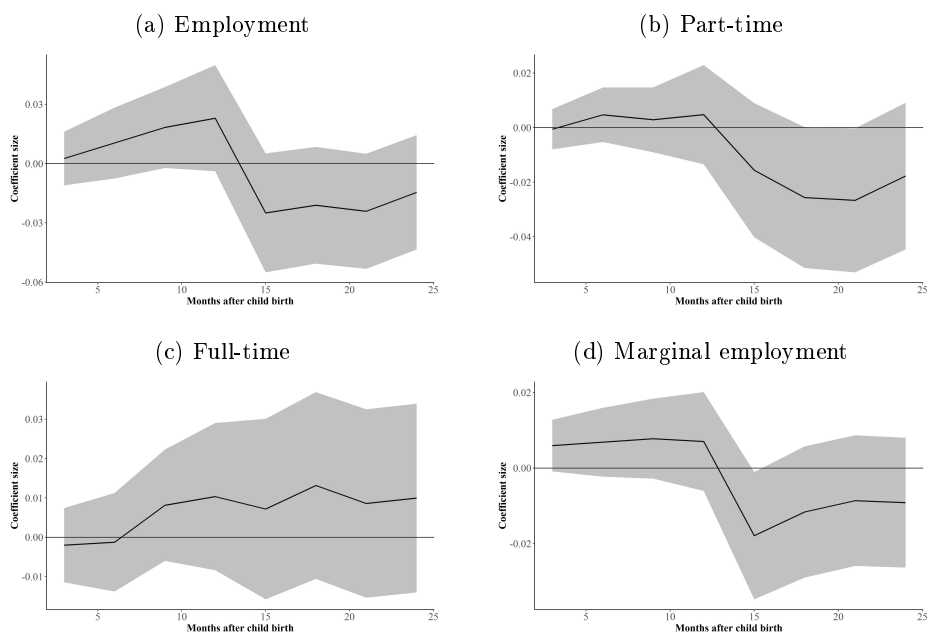 (a) Employment
(b) Part-time
Coefficient size
0.03
0.00
-0.03
-0.06
5 10 15 20 25
Months after child birth
Coefficient size
0.02
0.00
-0.02
-0.04
5 10 15 20 25
Months after child birth
(c) Full-time
(d) Marginal employment
Coefficient size
0.03
0.02
0.01
0.00
-0.01
5 10 15 20 25
Months after child birth
Coefficient size
0.02
0.00
-0.02
5 10 15 20 25
Months after child birth